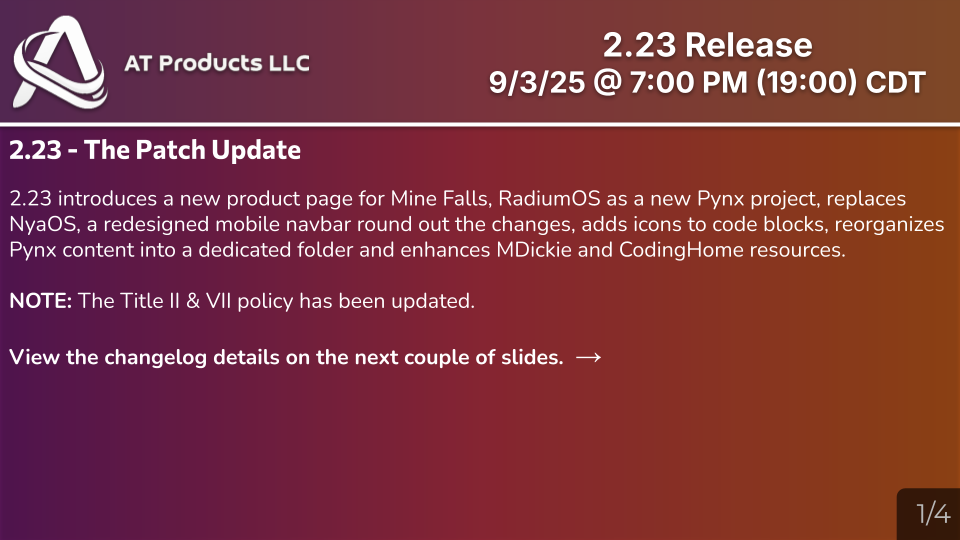 AT Products LLC
2.23 Release
9/3/25 @ 7:00 PM (19:00) CDT
2.23 - The Patch Update
2.23 introduces a new product page for Mine Falls, RadiumOS as a new Pynx project, replaces
NyaOS, a redesigned mobile navbar round out the changes, adds icons to code blocks, reorganizes
Pynx content into a dedicated folder and enhances MDickie and CodingHome resources.
NOTE: The Title II & VII policy has been updated.
View the changelog details on the next couple of slides. →
1/4